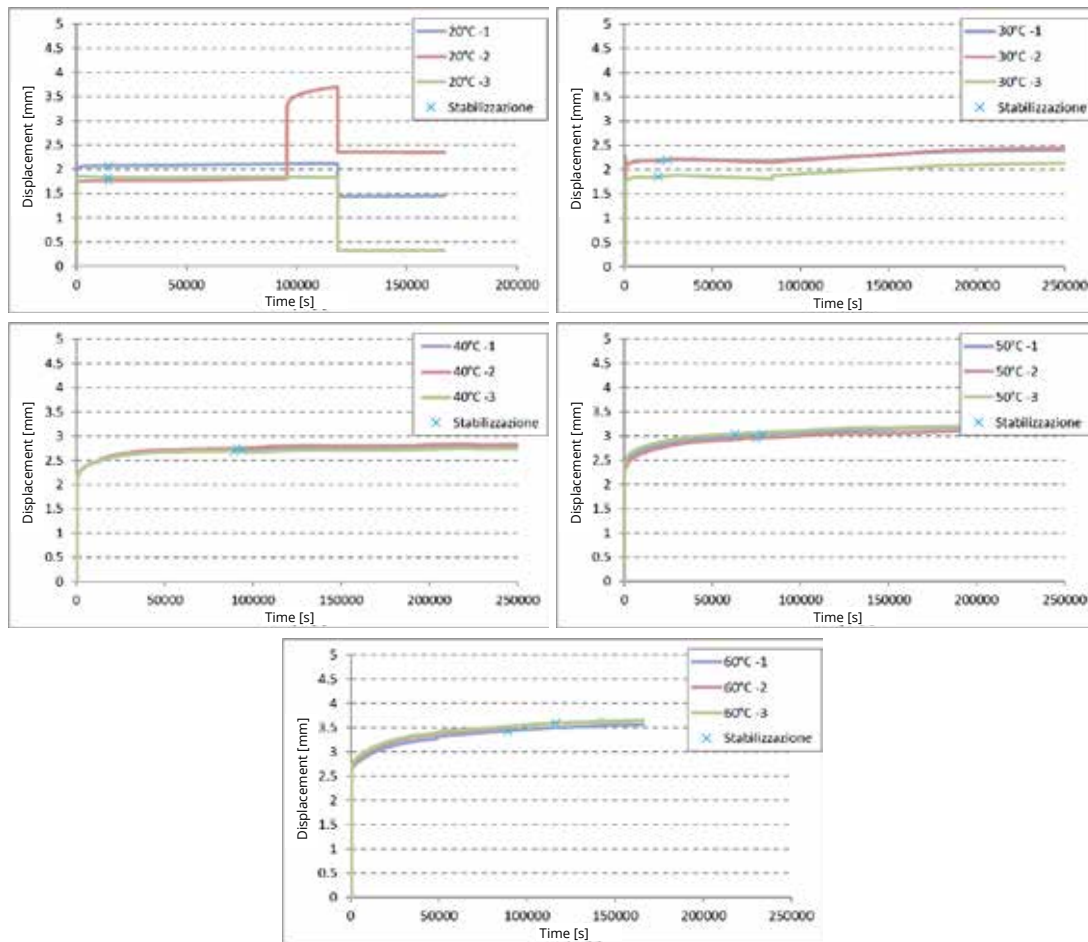 5
4.5
4
3.5
3
2.5
2
1.5
1
0.5
0
Displacement [mm]
0 50000 100000 150000 200000
Time [s]
20°C -1
20°C -2
20°C -3
Stabilizzazione
5
4.5
4
3.5
3
2.5
2
1.5
1
0.5
0
Displacement [mm]
0 50000 100000 150000 200000 250000
Time [s]
30°C -1
30°C -2
30°C -3
Stabilizzazione
5
4.5
4
3.5
3
2.5
2
1.5
1
0.5
0
Displacement [mm]
0 50000 100000 150000 200000 250000
Time [s]
40°C -1
40°C -2
40°C -3
Stabilizzazione
5
4.5
4
3.5
3
2.5
2
1.5
1
0.5
0
Displacement [mm]
0 50000 100000 150000 200000 250000
Time [s]
50°C -1
50°C -2
50°C -3
Stabilizzazione
5
4.5
4
3.5
3
2.5
2
1.5
1
0.5
0
Displacement [mm]
0 50000 100000 150000 200000 250000
Time [s]
60°C -1
60°C -2
60°C -3
Stabilizzazione